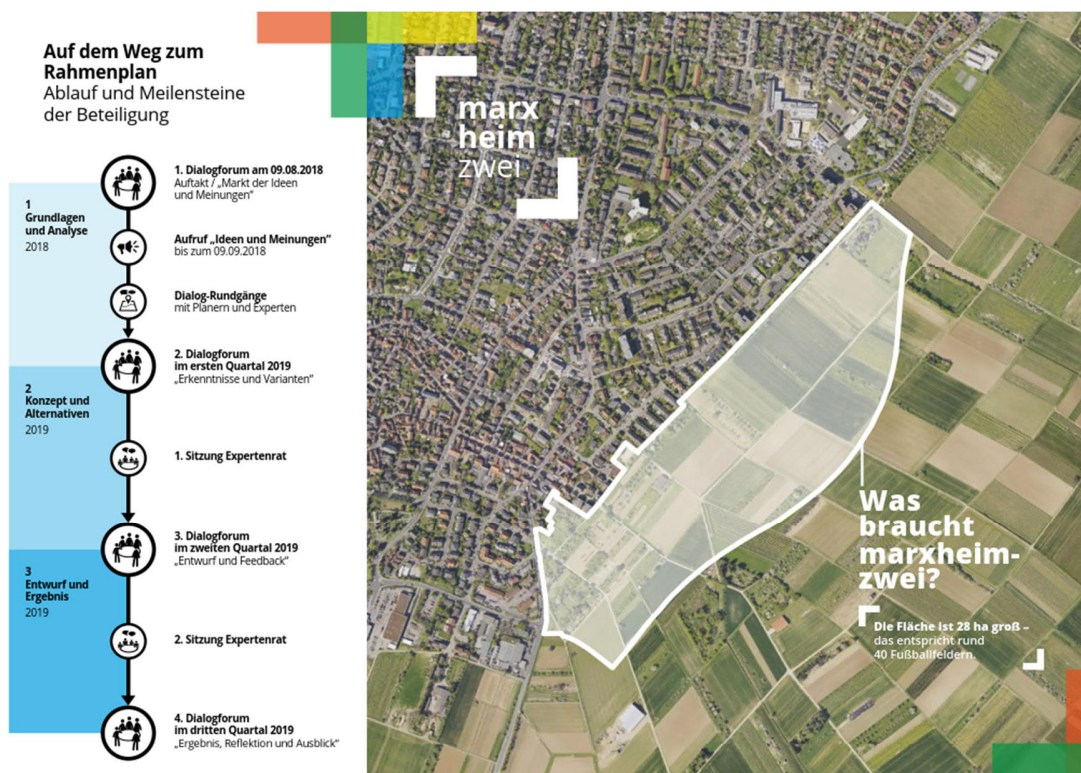 Auf dem Weg zum
Rahmenplan
Ablauf und Meilensteine
der Beteiligung
1. Dialogforum am 09.08.2018
Auftakt / „Markt der Ideen
und Meinungen“
1
Grundlagen
und Analyse
2018
Aufruf „Ideen und Meinungen“
bis zum 09.09.2018
Dialog-Rundgänge
mit Planern und Experten
2. Dialogforum
im ersten Quartal 2019
„Erkenntnisse und Varianten“
2
Konzept und
Alternativen
2019
1. Sitzung Expertenrat
3. Dialogforum
im zweiten Quartal 2019
„Entwurf und Feedback“
3
Entwurf und
Ergebnis
2019
2. Sitzung Expertenrat
4. Dialogforum
im dritten Quartal 2019
„Ergebnis, Reflektion und Ausblick“
marx
heim
zwei
Was
braucht
marxheim-
zwei?
Die Fläche ist 28 ha groß –
das entspricht rund
40 Fußballfeldern.